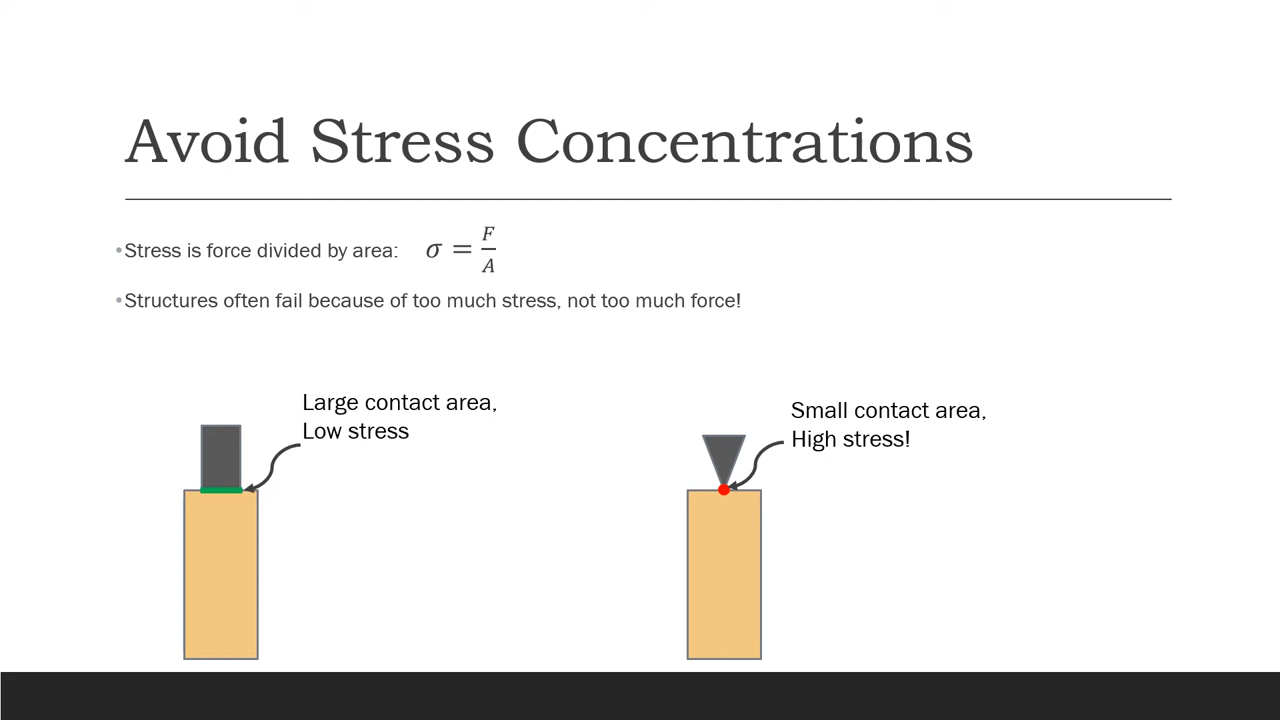 Avoid Stress Concentrations
•Stress is force divided by area: σ = F/A
•Structures often fail because of too much stress, not too much force!
Large contact area,
Low stress
Small contact area,
High stress!